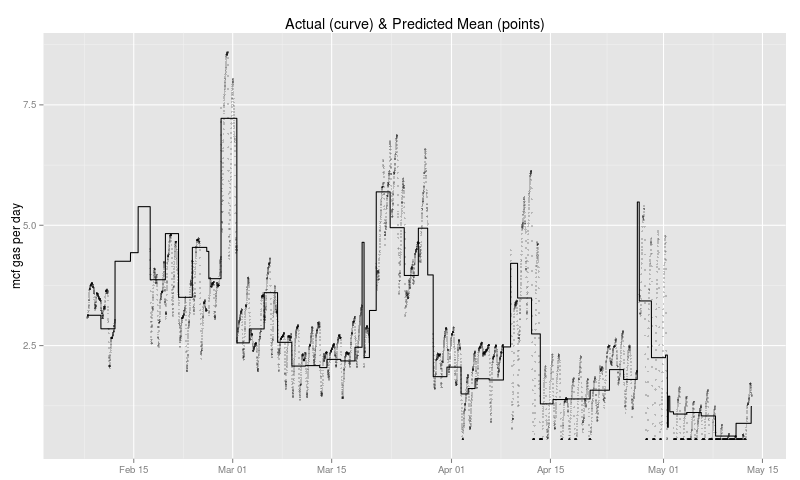 Actual (curve) & Predicted Mean (points)
mcf gas per day
7.5
5.0
2.5
Feb 15
Mar 01
Mar 15
Apr 01
Apr 15
May 01
May 15